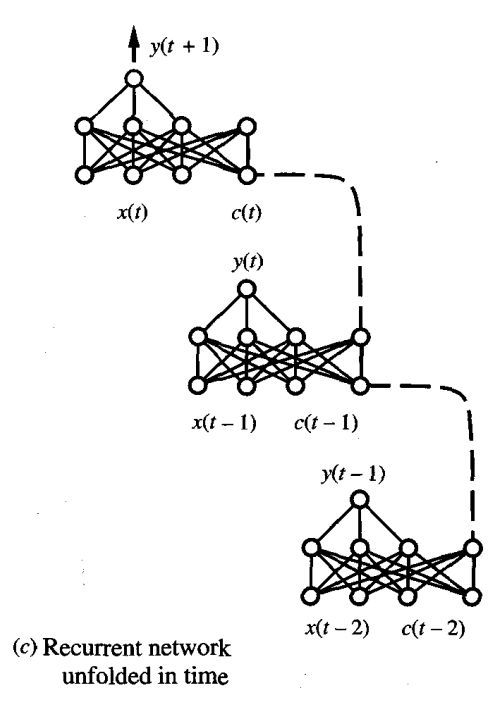 y(t + 1)
x(t) c(t)
y(t)
x(t – 1) c(t – 1)
y(t – 1)
x(t – 2) c(t – 2)
(c) Recurrent network
unfolded in time